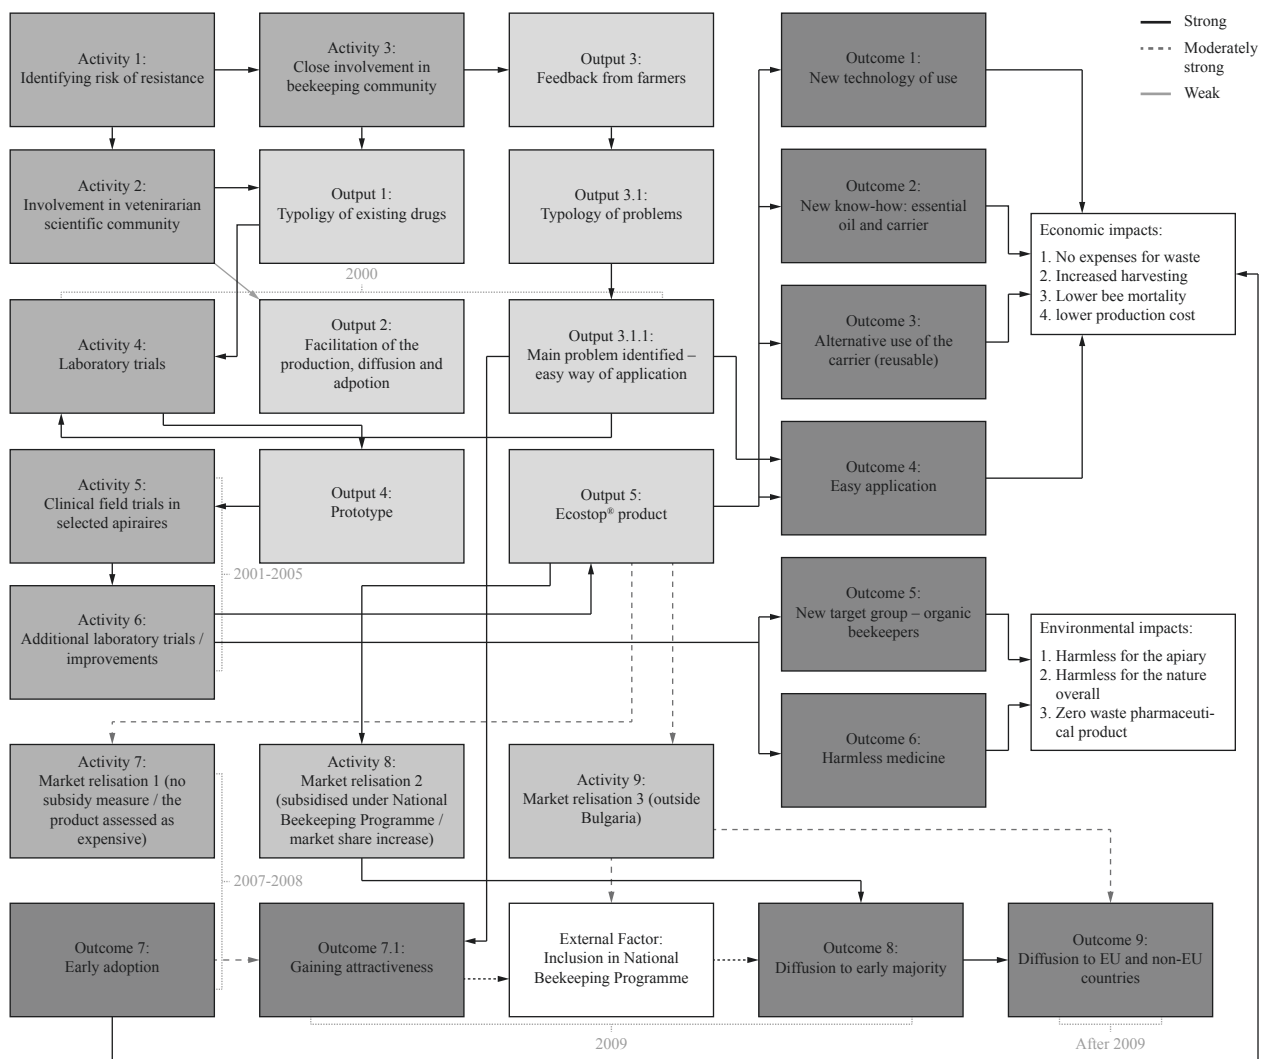 Strong
Moderately
strong
Weak
Activity 1:
Identifying risk of resistance
Activity 3:
Close involvement in
beekeeping community
Output 3:
Feedback from farmers
Outcome 1:
New technology of use
Activity 2:
Involvement in vetenirarian
scientific community
Output 1:
Typoligy of existing drugs
Output 3.1:
Typology of problems
Outcome 2:
New know-how: essential
oil and carrier
Economic impacts:
1. No expenses for waste
2. Increased harvesting
3. Lower bee mortality
4. lower production cost
2000
Activity 4:
Laboratory trials
Output 2:
Facilitation of the
production, diffusion and
adpotion
Output 3.1.1:
Main problem identified –
easy way of application
Outcome 3:
Alternative use of the
carrier (reusable)
Activity 5:
Clinical field trials in
selected apiraires
Output 4:
Prototype
Output 5:
Ecostop® product
Outcome 4:
Easy application
2001-2005
Activity 6:
Additional laboratory trials /
improvements
Outcome 5:
New target group – organic
beekeepers
Environmental impacts:
1. Harmless for the apiary
2. Harmless for the nature
overall
3. Zero waste pharmaceuti-
cal product
Outcome 6:
Harmless medicine
Activity 7:
Market relisation 1 (no
subsidy measure / the
product assessed as
expensive)
Activity 8:
Market relisation 2
(subsidised under National
Beekeeping Programme /
market share increase)
Activity 9:
Market relisation 3 (outside
Bulgaria)
2007-2008
Outcome 7:
Early adoption
Outcome 7.1:
Gaining attractiveness
External Factor:
Inclusion in National
Beekeeping Programme
Outcome 8:
Diffusion to early majority
Outcome 9:
Diffusion to EU and non-EU
countries
2009
After 2009